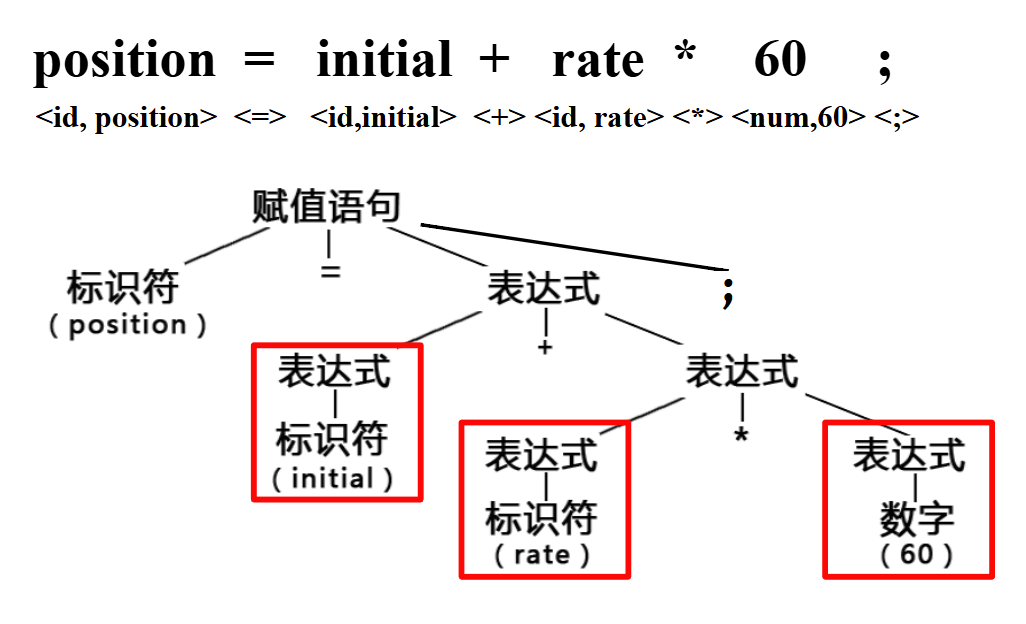 position = initial + rate * 60 ;
<id, position> <=> <id,initial> <+> <id, rate> <*> <num,60> <;>
赋值语句
=
标识符
(position)
表达式
;
+
表达式
标识符
(initial)
表达式
*
表达式
标识符
(rate)
表达式
数字
(60)